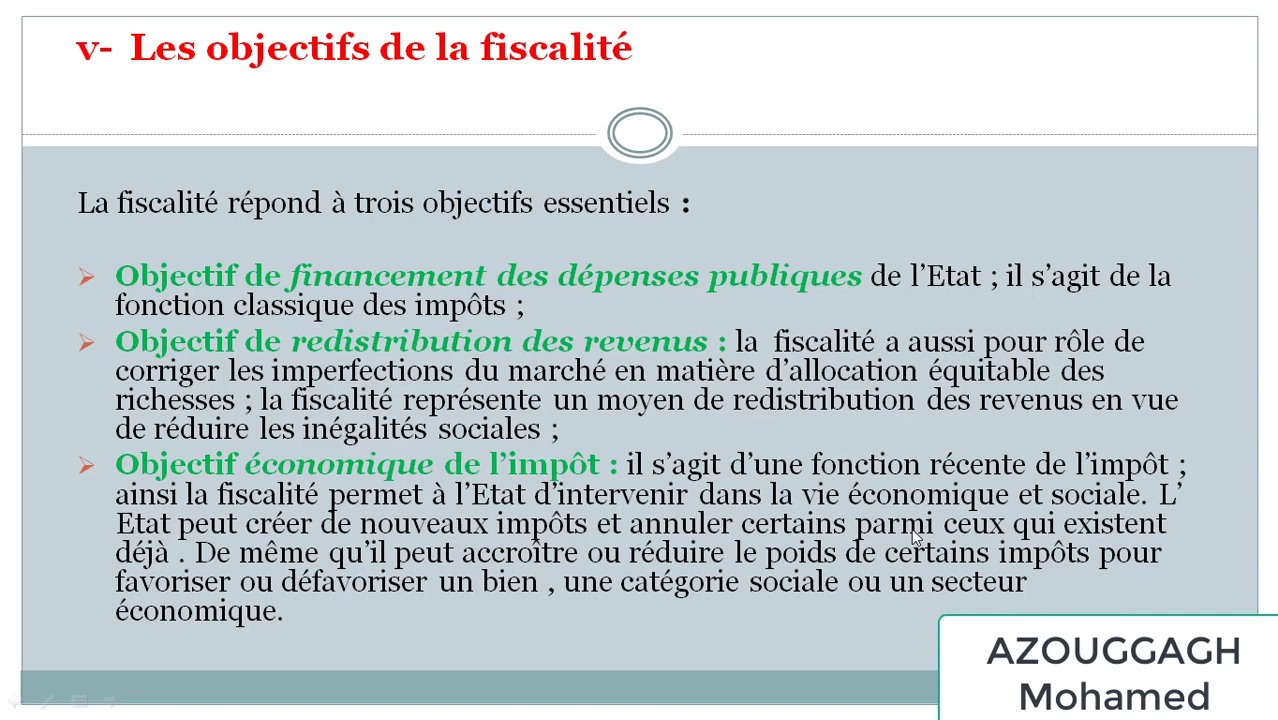 v- Les objectifs de la fiscalité
La fiscalité répond à trois objectifs essentiels :
Objectif de financement des dépenses publiques de l’Etat ; il s’agit de la
fonction classique des impôts ;
Objectif de redistribution des revenus : la fiscalité a aussi pour rôle de
corriger les imperfections du marché en matière d’allocation équitable des
richesses ; la fiscalité représente un moyen de redistribution des revenus en vue
de réduire les inégalités sociales ;
Objectif économique de l’impôt : il s’agit d’une fonction récente de l’impôt ;
ainsi la fiscalité permet à l’Etat d’intervenir dans la vie économique et sociale. L’
Etat peut créer de nouveaux impôts et annuler certains parmi ceux qui existent
déjà . De même qu’il peut accroître ou réduire le poids de certains impôts pour
favoriser ou défavoriser un bien , une catégorie sociale ou un secteur
économique.
AZOUGGAGH
Mohamed